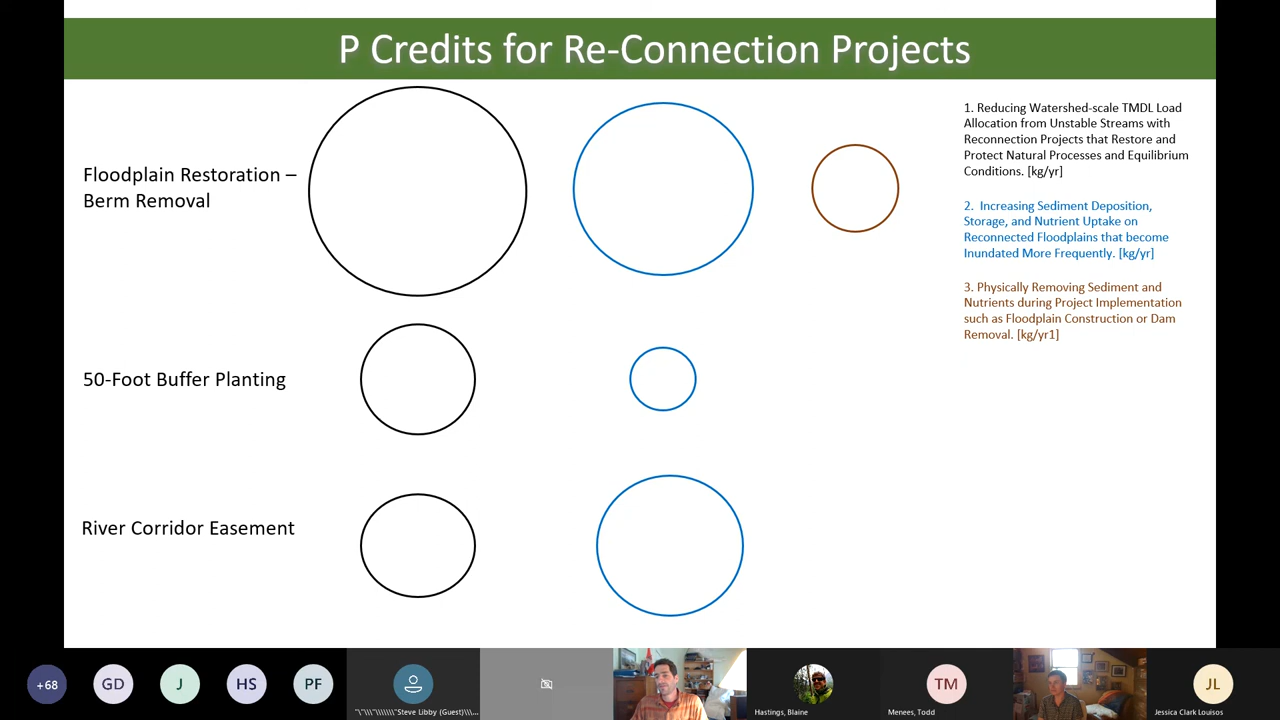 P Credits for Re-Connection Projects
Floodplain Restoration –
Berm Removal
50-Foot Buffer Planting
River Corridor Easement
1. Reducing Watershed-scale TMDL Load
Allocation from Unstable Streams with
Reconnection Projects that Restore and
Protect Natural Processes and Equilibrium
Conditions. [kg/yr]
2.  Increasing Sediment Deposition,
Storage, and Nutrient Uptake on
Reconnected Floodplains that become
Inundated More Frequently. [kg/yr]
3. Physically Removing Sediment and
Nutrients during Project Implementation
such as Floodplain Construction or Dam
Removal. [kg/yr1]
+68
GD
J
HS
PF
"\"\\\"\\\\\\\"Steve Libby (Guest)\\\...
Hastings, Blaine
TM
Menees, Todd
JL
Jessica Clark Louisos